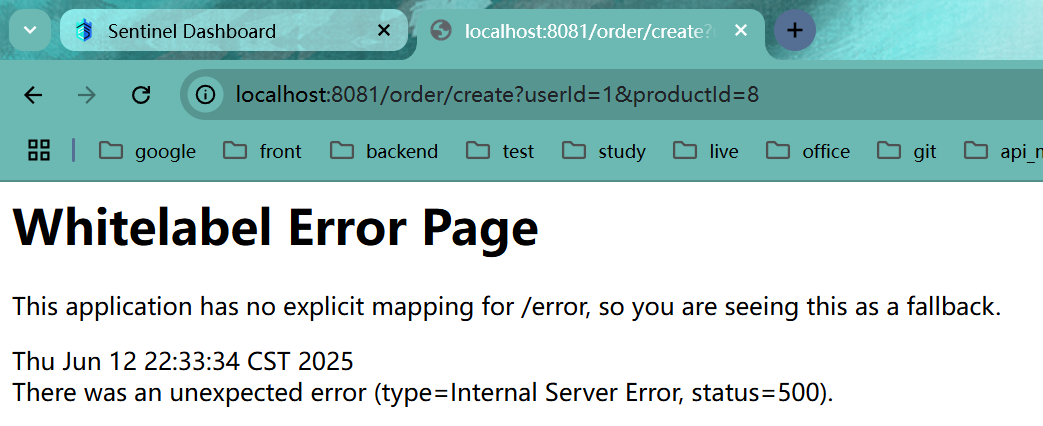 Sentinel Dashboard
localhost:8081/order/create?
localhost:8081/order/create?userId=1&productId=8
google front backend test study live office git api_
Whitelabel Error Page
This application has no explicit mapping for /error, so you are seeing this as a fallback.
Thu Jun 12 22:33:34 CST 2025
There was an unexpected error (type=Internal Server Error, status=500).